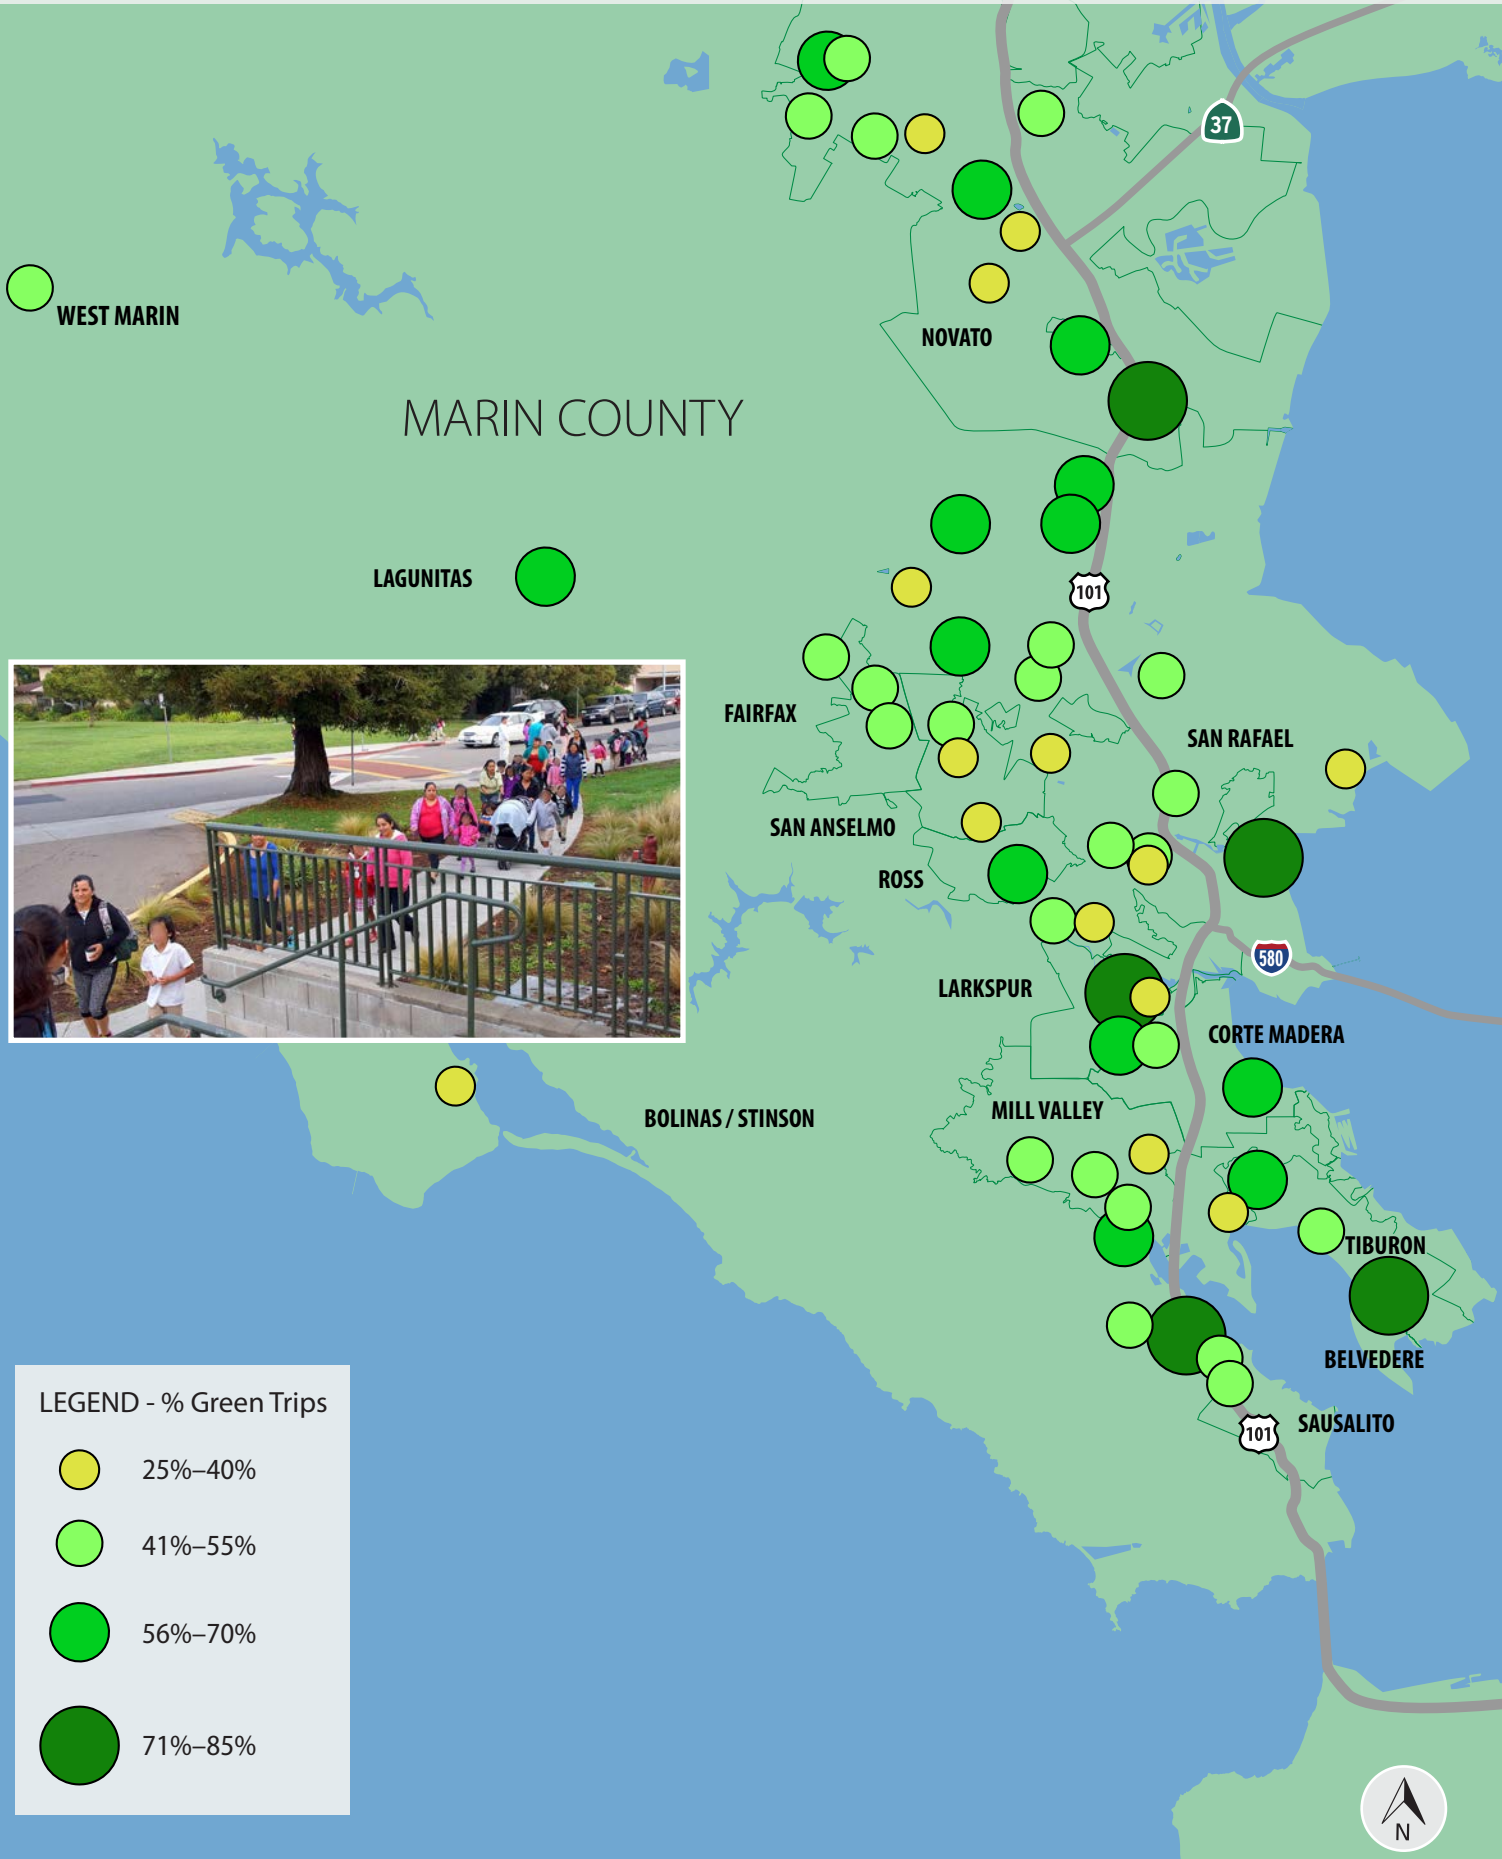 37
WEST MARIN
NOVATO
MARIN COUNTY
LAGUNITAS
101
FAIRFAX
SAN RAFAEL
SAN ANSELMO
ROSS
580
LARKSPUR
CORTE MADERA
MILL VALLEY
BOLINAS / STINSON
TIBURON
BELVEDERE
SAUSALITO
101
LEGEND - % Green Trips
25%–40%
41%–55%
56%–70%
71%–85%
N